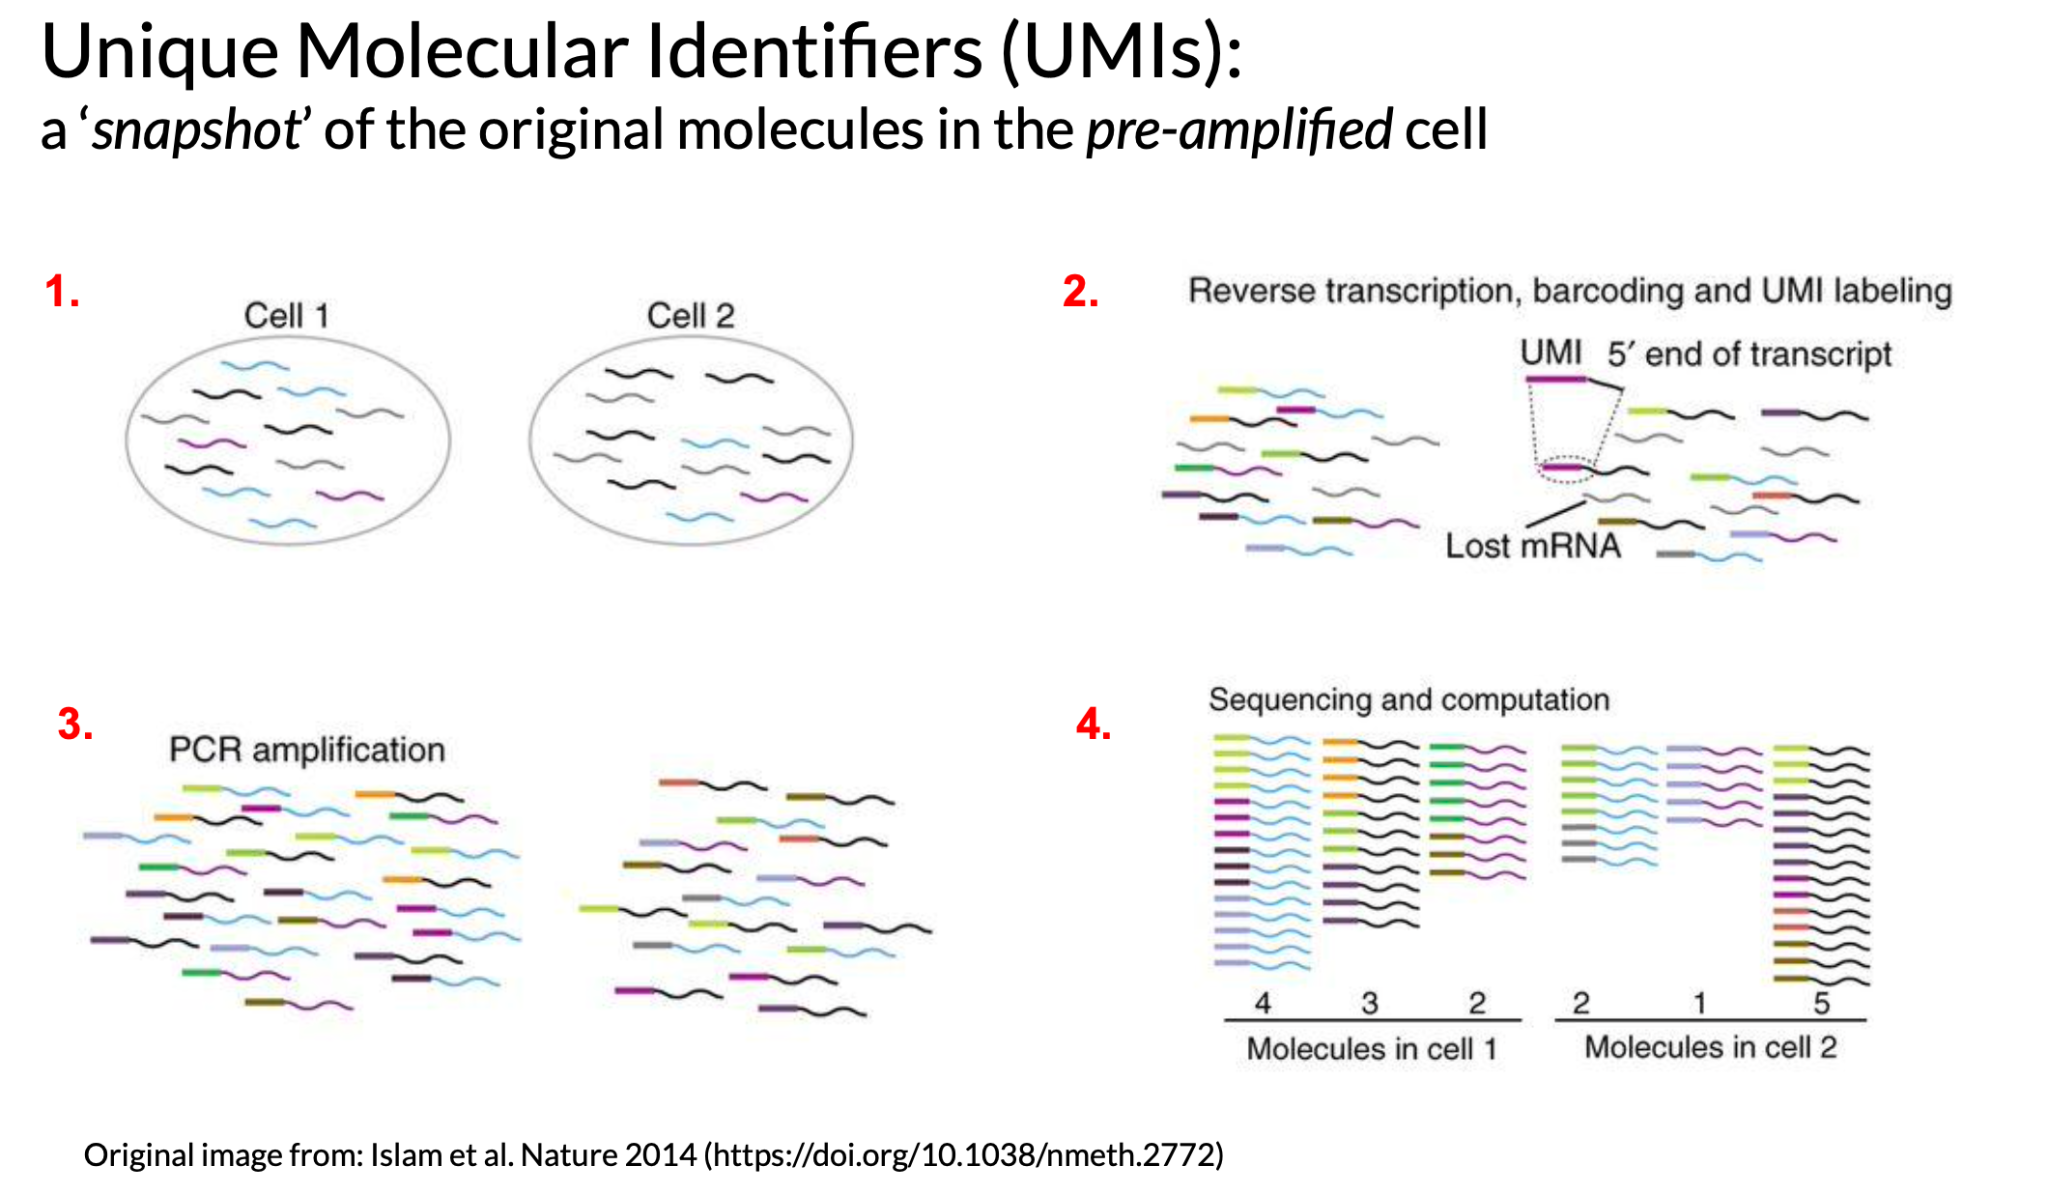 Unique Molecular Identifiers (UMIs):
a ‘snapshot’ of the original molecules in the pre-amplified cell
1.
Cell 1
Cell 2
2.
Reverse transcription, barcoding and UMI labeling
UMI 5′ end of transcript
Lost mRNA
3.
PCR amplification
4.
Sequencing and computation
4 3 2 2 1 5
Molecules in cell 1
Molecules in cell 2
Original image from: Islam et al. Nature 2014 (https://doi.org/10.1038/nmeth.2772)